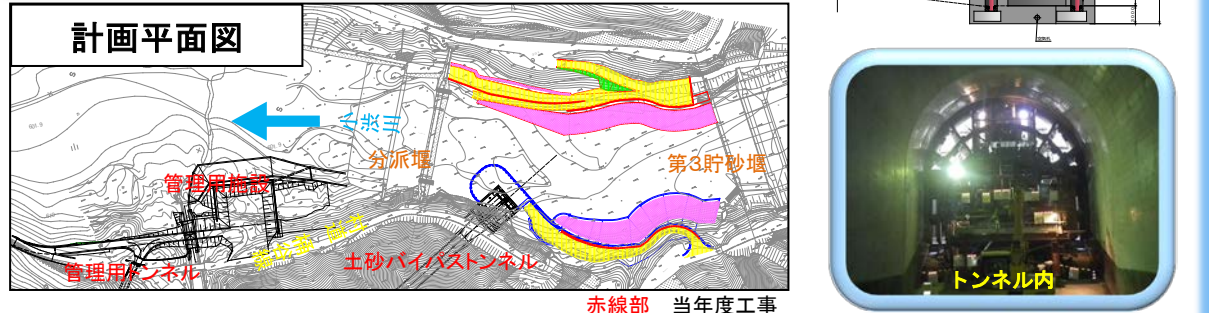 計画平面図
小渋川
分派堰
第3貯砂堰
管理用施設
土砂バイパストンネル
管理用トンネル
赤線部 当年度工事
トンネル内